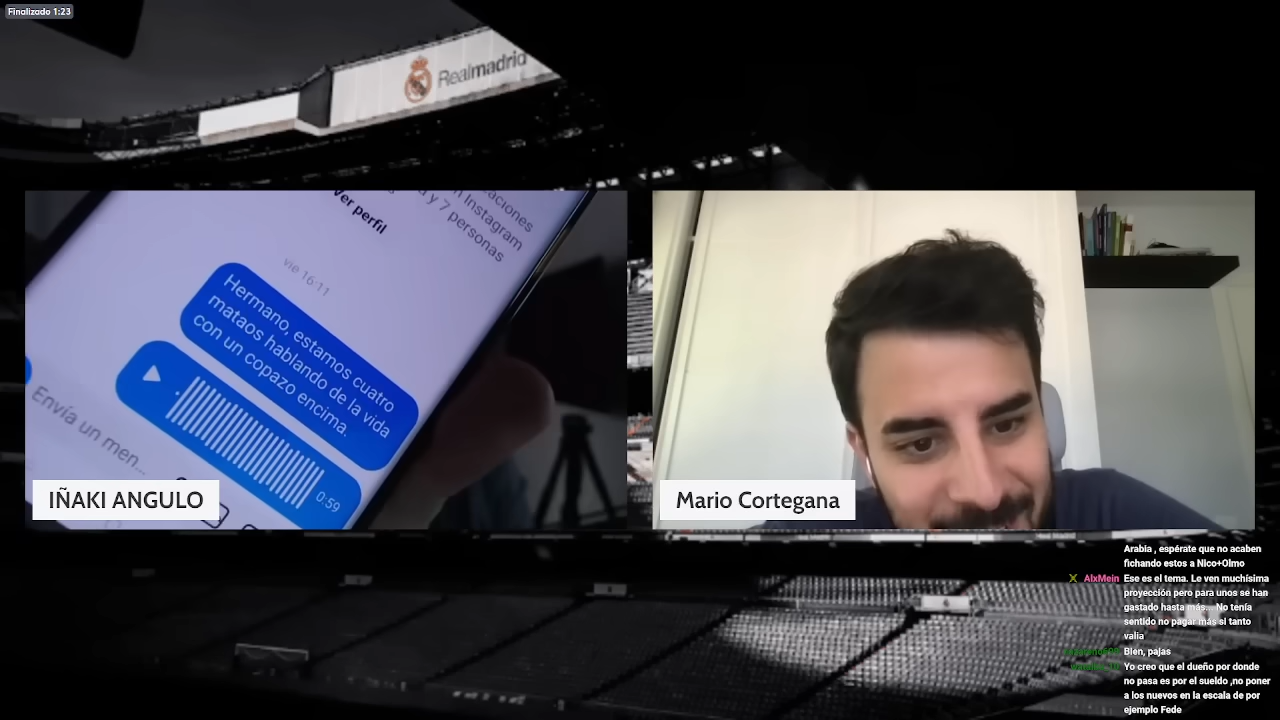 Finalizado 1:23
Realmadrid
Ver perfil
aciones
n Instagram
a y 7 personas
vie 16:11
Hermano, estamos cuatro
mataos hablando de la vida
con un copazo encima.
0:59
Envía un men...
IÑAKI ANGULO
Mario Cortegana
Arabia , espérate que no acaben
fichando estos a Nico+Olmo
AlxMein Ese es el tema. Le ven muchísima
proyección pero para unos se han
gastado hasta más... No tenía
sentido no pagar más si tanto
valia
Bien, pajas
Yo creo que el dueño por donde
no pasa es por el sueldo ,no poner
a los nuevos en la escala de por
ejemplo Fede